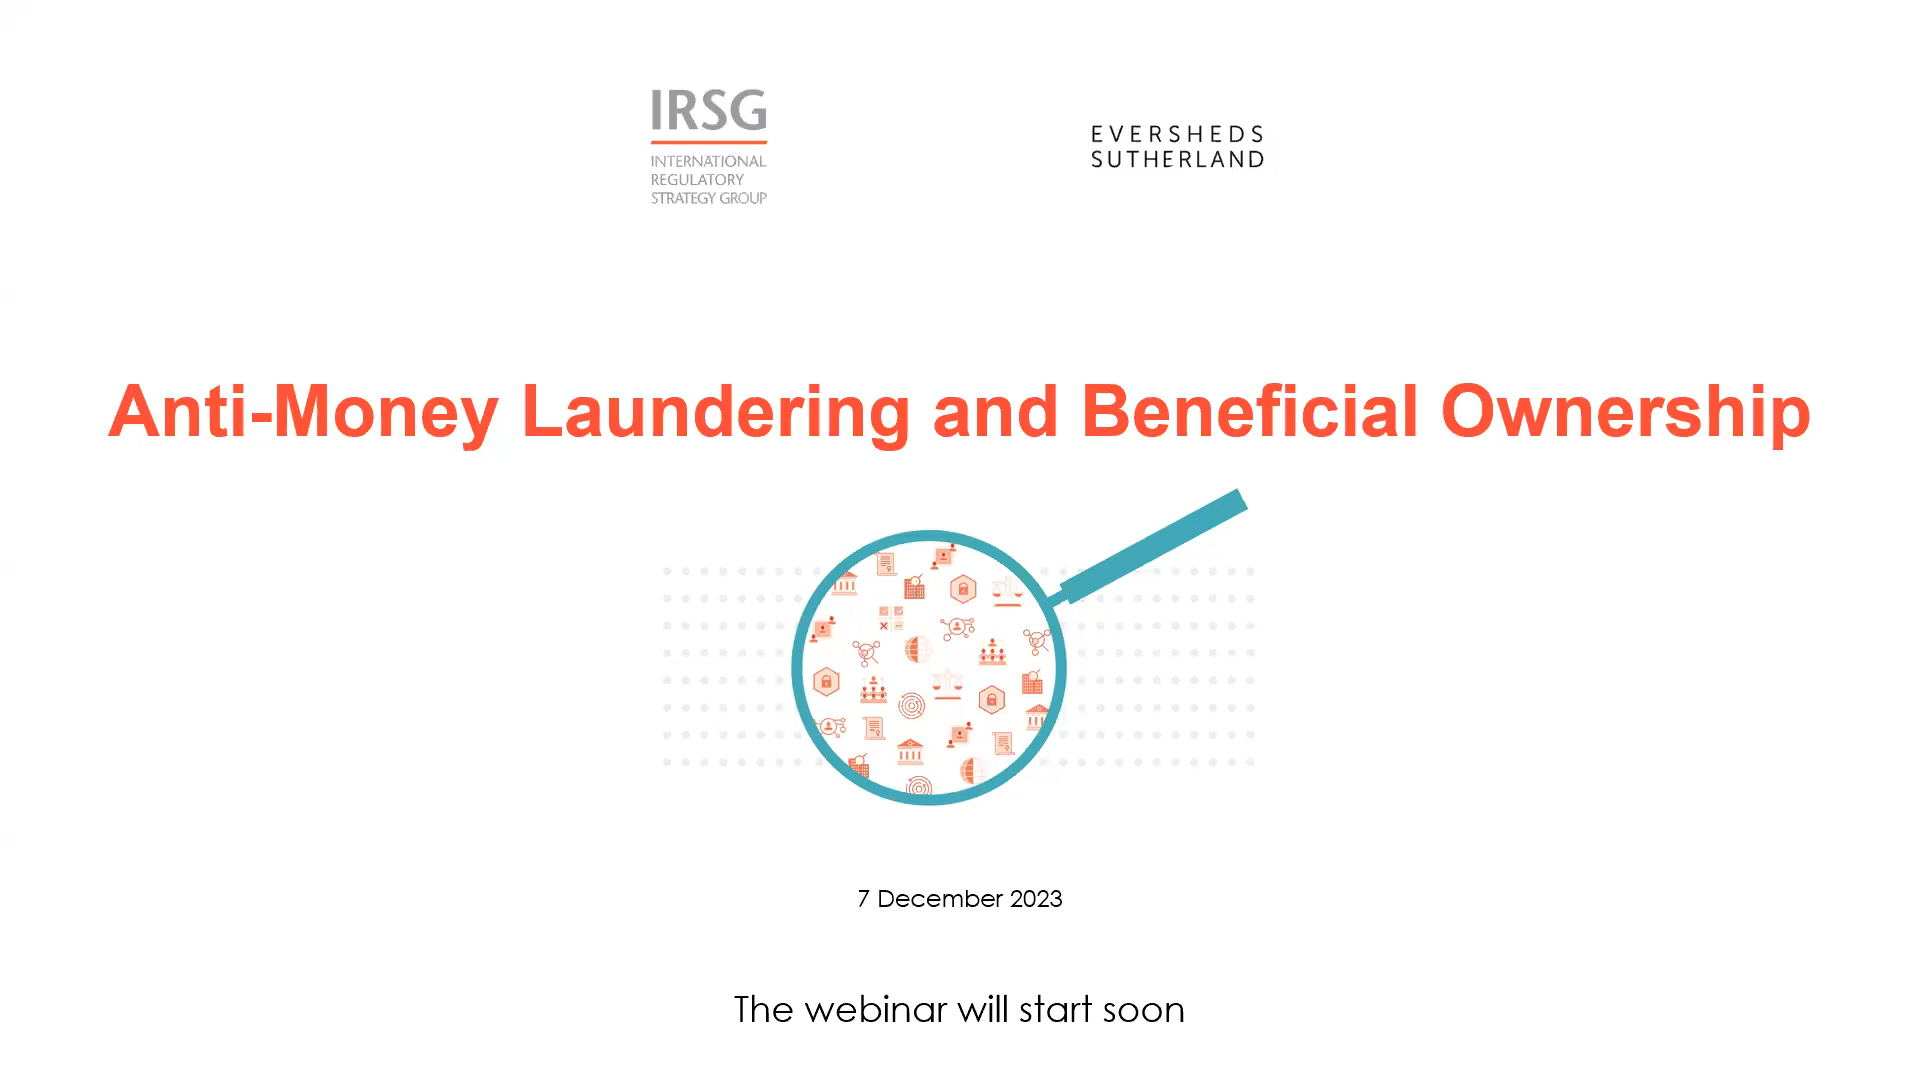 IRSG
INTERNATIONAL
REGULATORY
STRATEGY GROUP
EVERSHEDS
SUTHERLAND
Anti-Money Laundering and Beneficial Ownership
7 December 2023
The webinar will start soon